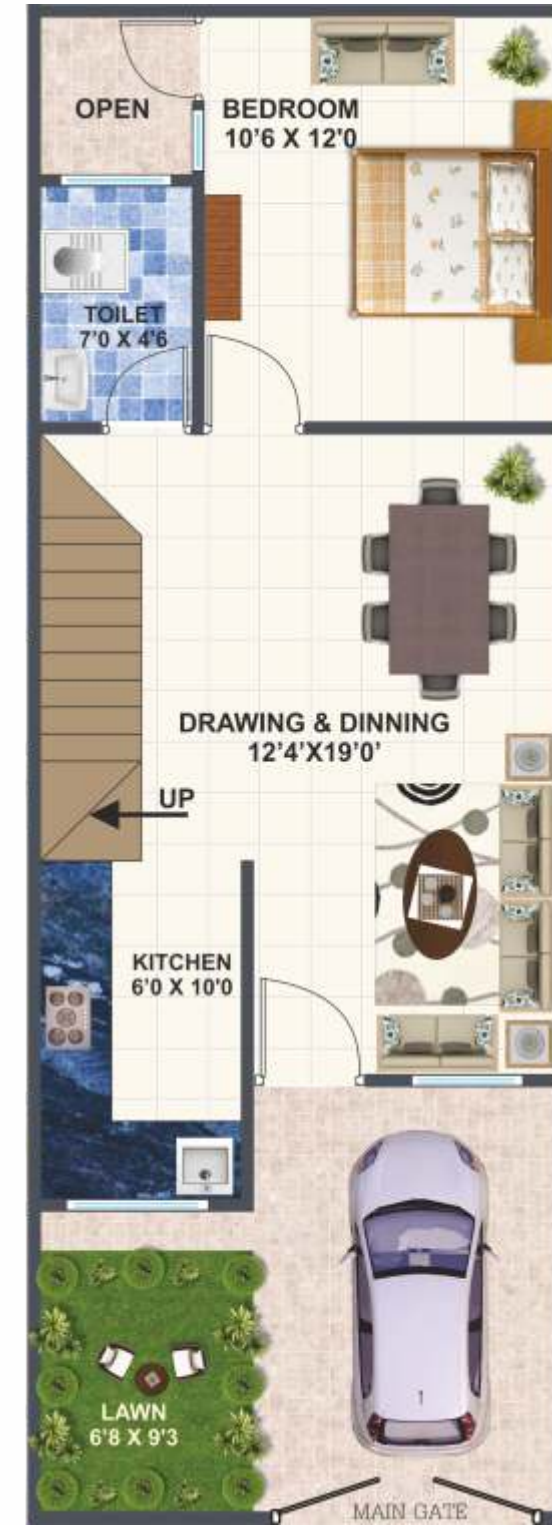 OPEN
BEDROOM
10'6 X 12'0
TOILET
7'0 X 4'6
DRAWING & DINNING
12'4'X19'0'
UP
KITCHEN
6'0 X 10'0
LAWN
6'8 X 9'3
MAIN GATE